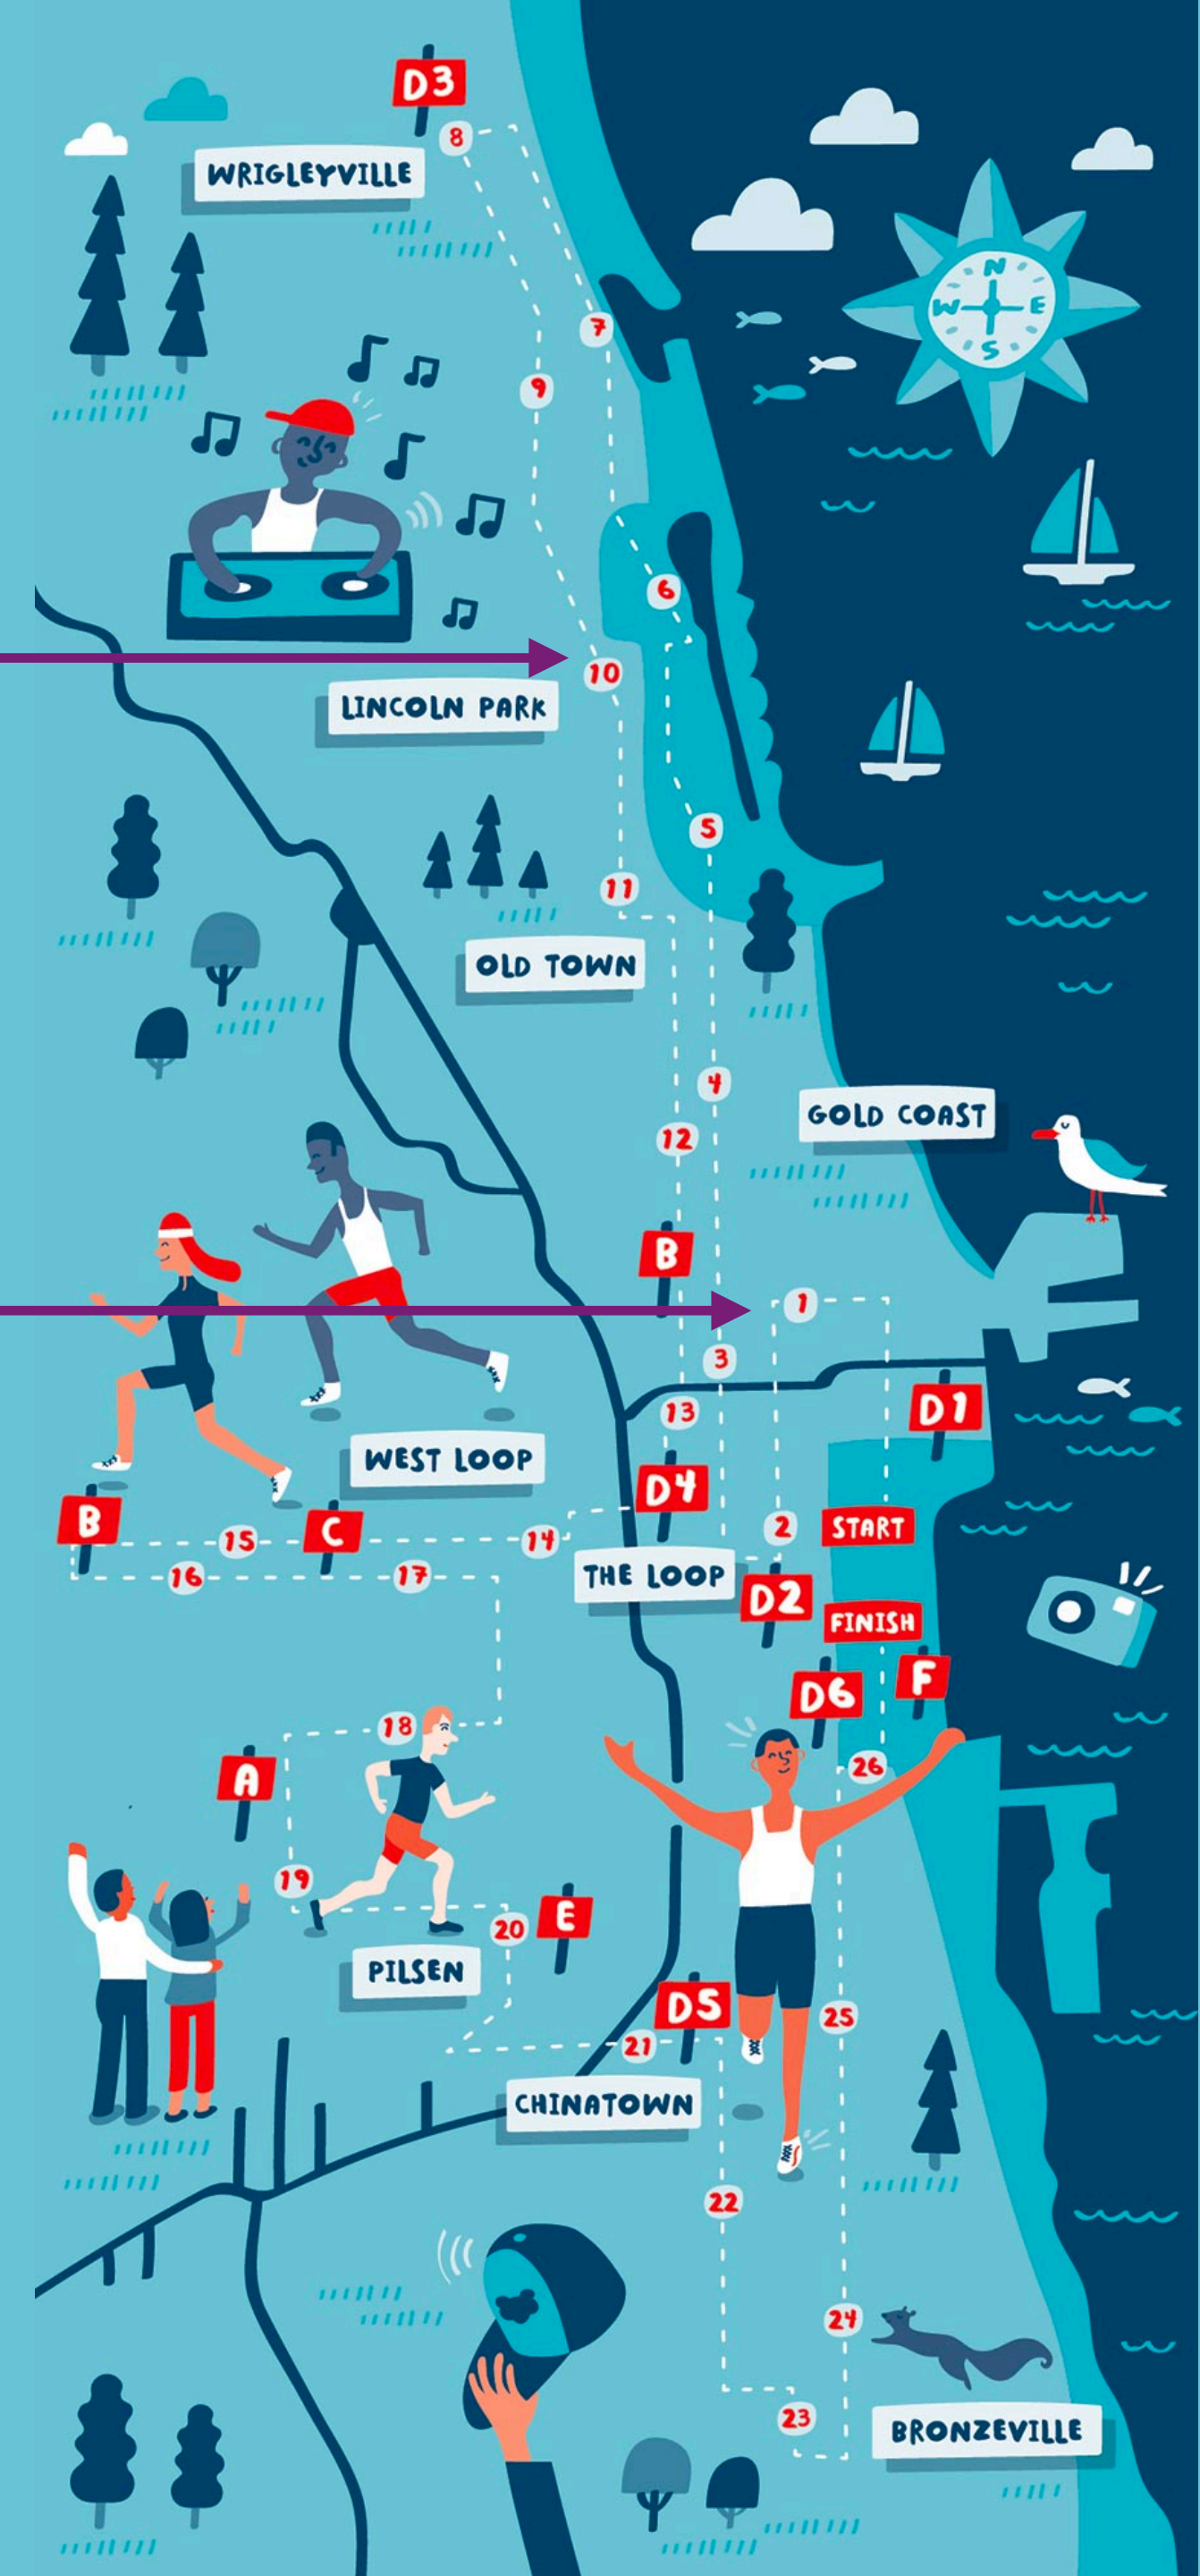 D3
8
WRIGLEYVILLE
N
W E
S
7
9
6
10
LINCOLN PARK
5
11
OLD TOWN
4
GOLD COAST
12
B
1
3
D1
13
WEST LOOP
D4
B
C
2
START
15
14
16
17
THE LOOP
D2
FINISH
F
D6
18
A
26
19
E
20
PILSEN
D5
25
21
CHINATOWN
22
24
23
BRONZEVILLE